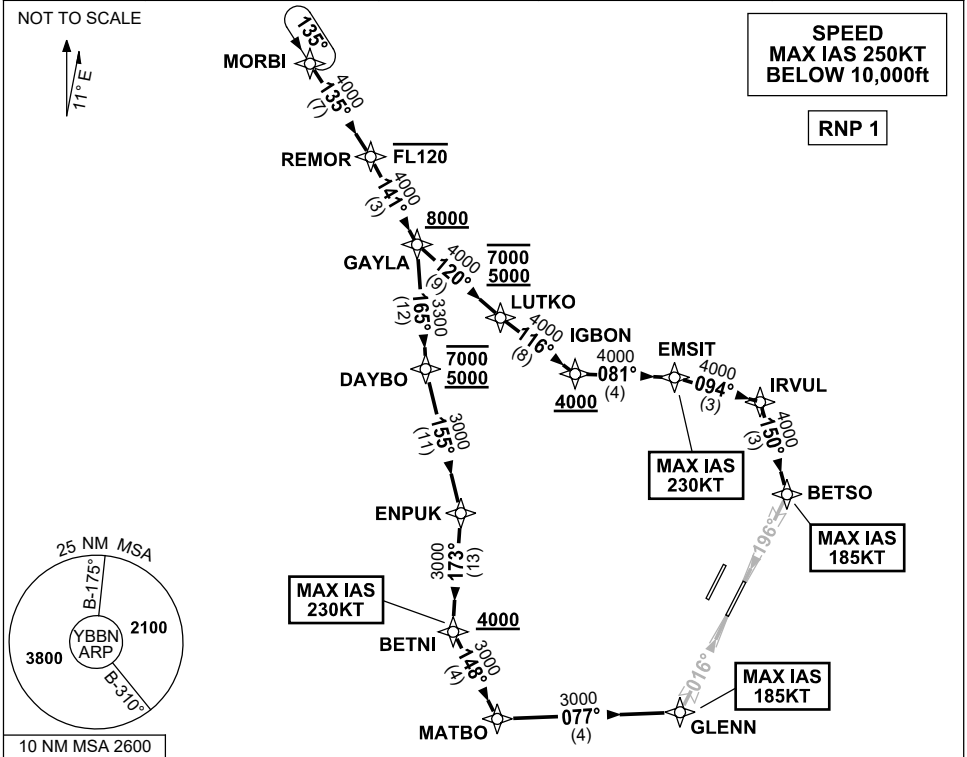 NOT TO SCALE
11° E
SPEED
MAX IAS 250KT
BELOW 10,000ft
RNP 1
135°
MORBI
4000
135°
(7)
REMOR
FL120
4000
141°
(3)
8000
GAYLA
4000
120°
(9)
7000
5000
LUTKO
3300
165°
(12)
4000
116°
(8)
IGBON
4000
4000
081°
(4)
EMSIT
4000
094°
(3)
IRVUL
MAX IAS
230KT
4000
150°
(3)
BETSO
MAX IAS
185KT
DAYBO
7000
5000
3000
155°
(11)
ENPUK
3000
173°
(13)
MAX IAS
230KT
4000
BETNI
3000
148°
(4)
MATBO
3000
077°
(4)
GLENN
MAX IAS
185KT
196°
016°
25 NM MSA
B-175°
YBBN
ARP
2100
3800
B-310°
10 NM MSA 2600